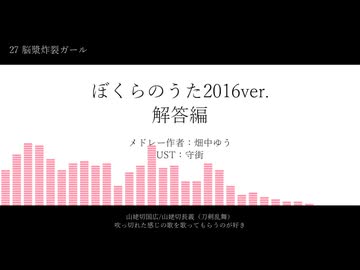 27 脳漿炸裂ガール
ぼくらのうた2016ver.
解答編
メドレー作者：畑中ゆう
UST：守街
山姥切国広/山姥切長義（刀剣乱舞）
吹っ切れた感じの歌を歌ってもらうのが好き